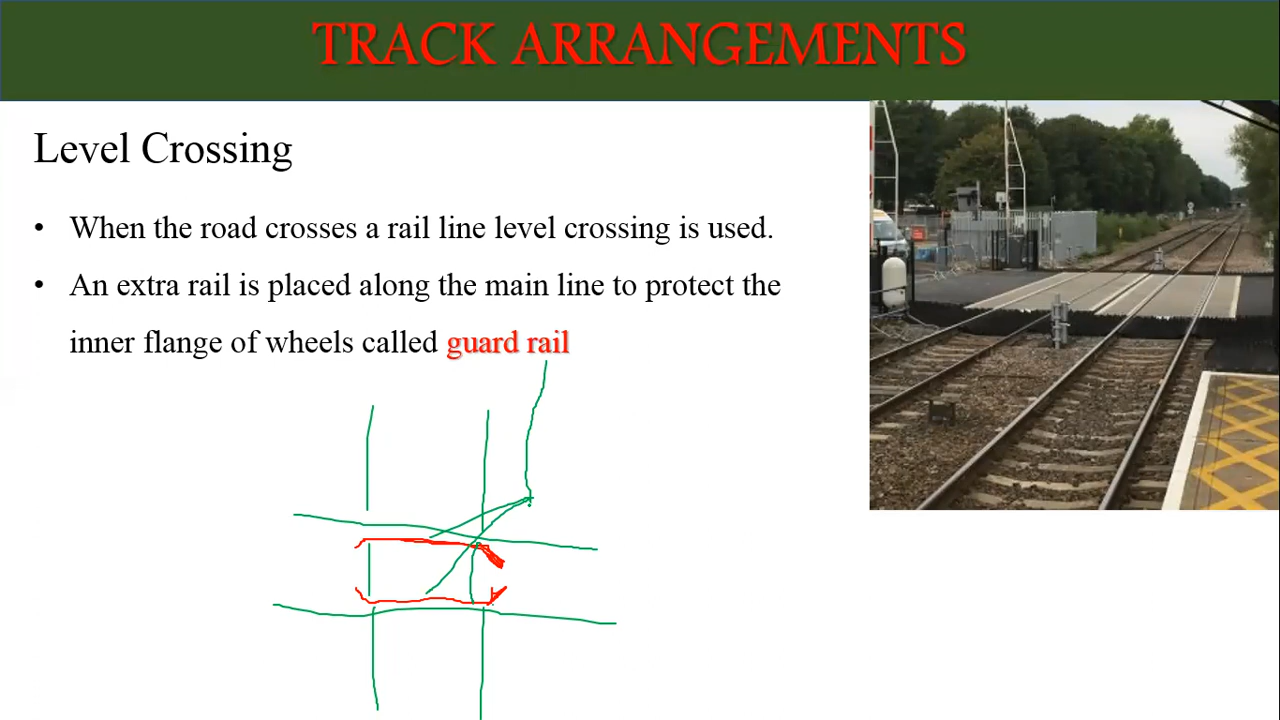 TRACK ARRANGEMENTS
Level Crossing
• When the road crosses a rail line level crossing is used.
• An extra rail is placed along the main line to protect the
inner flange of wheels called guard rail